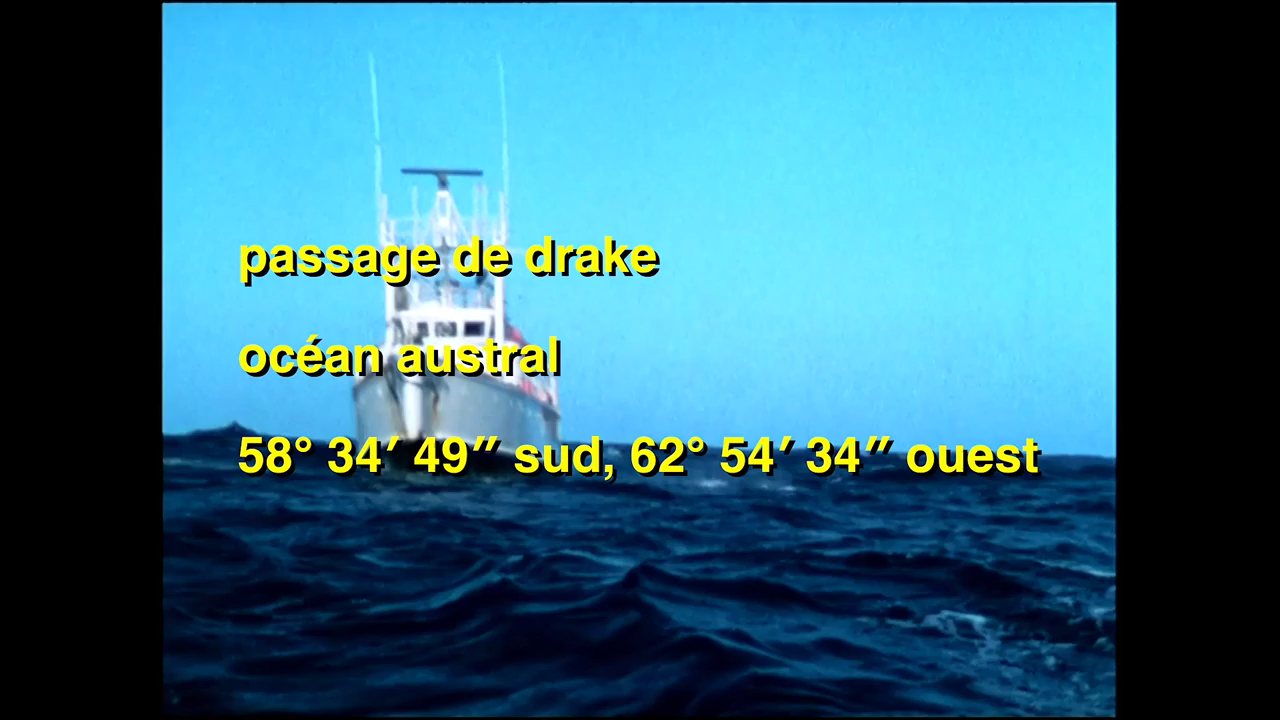 passage de drake
océan austral
58° 34′ 49″ sud, 62° 54′ 34″ ouest